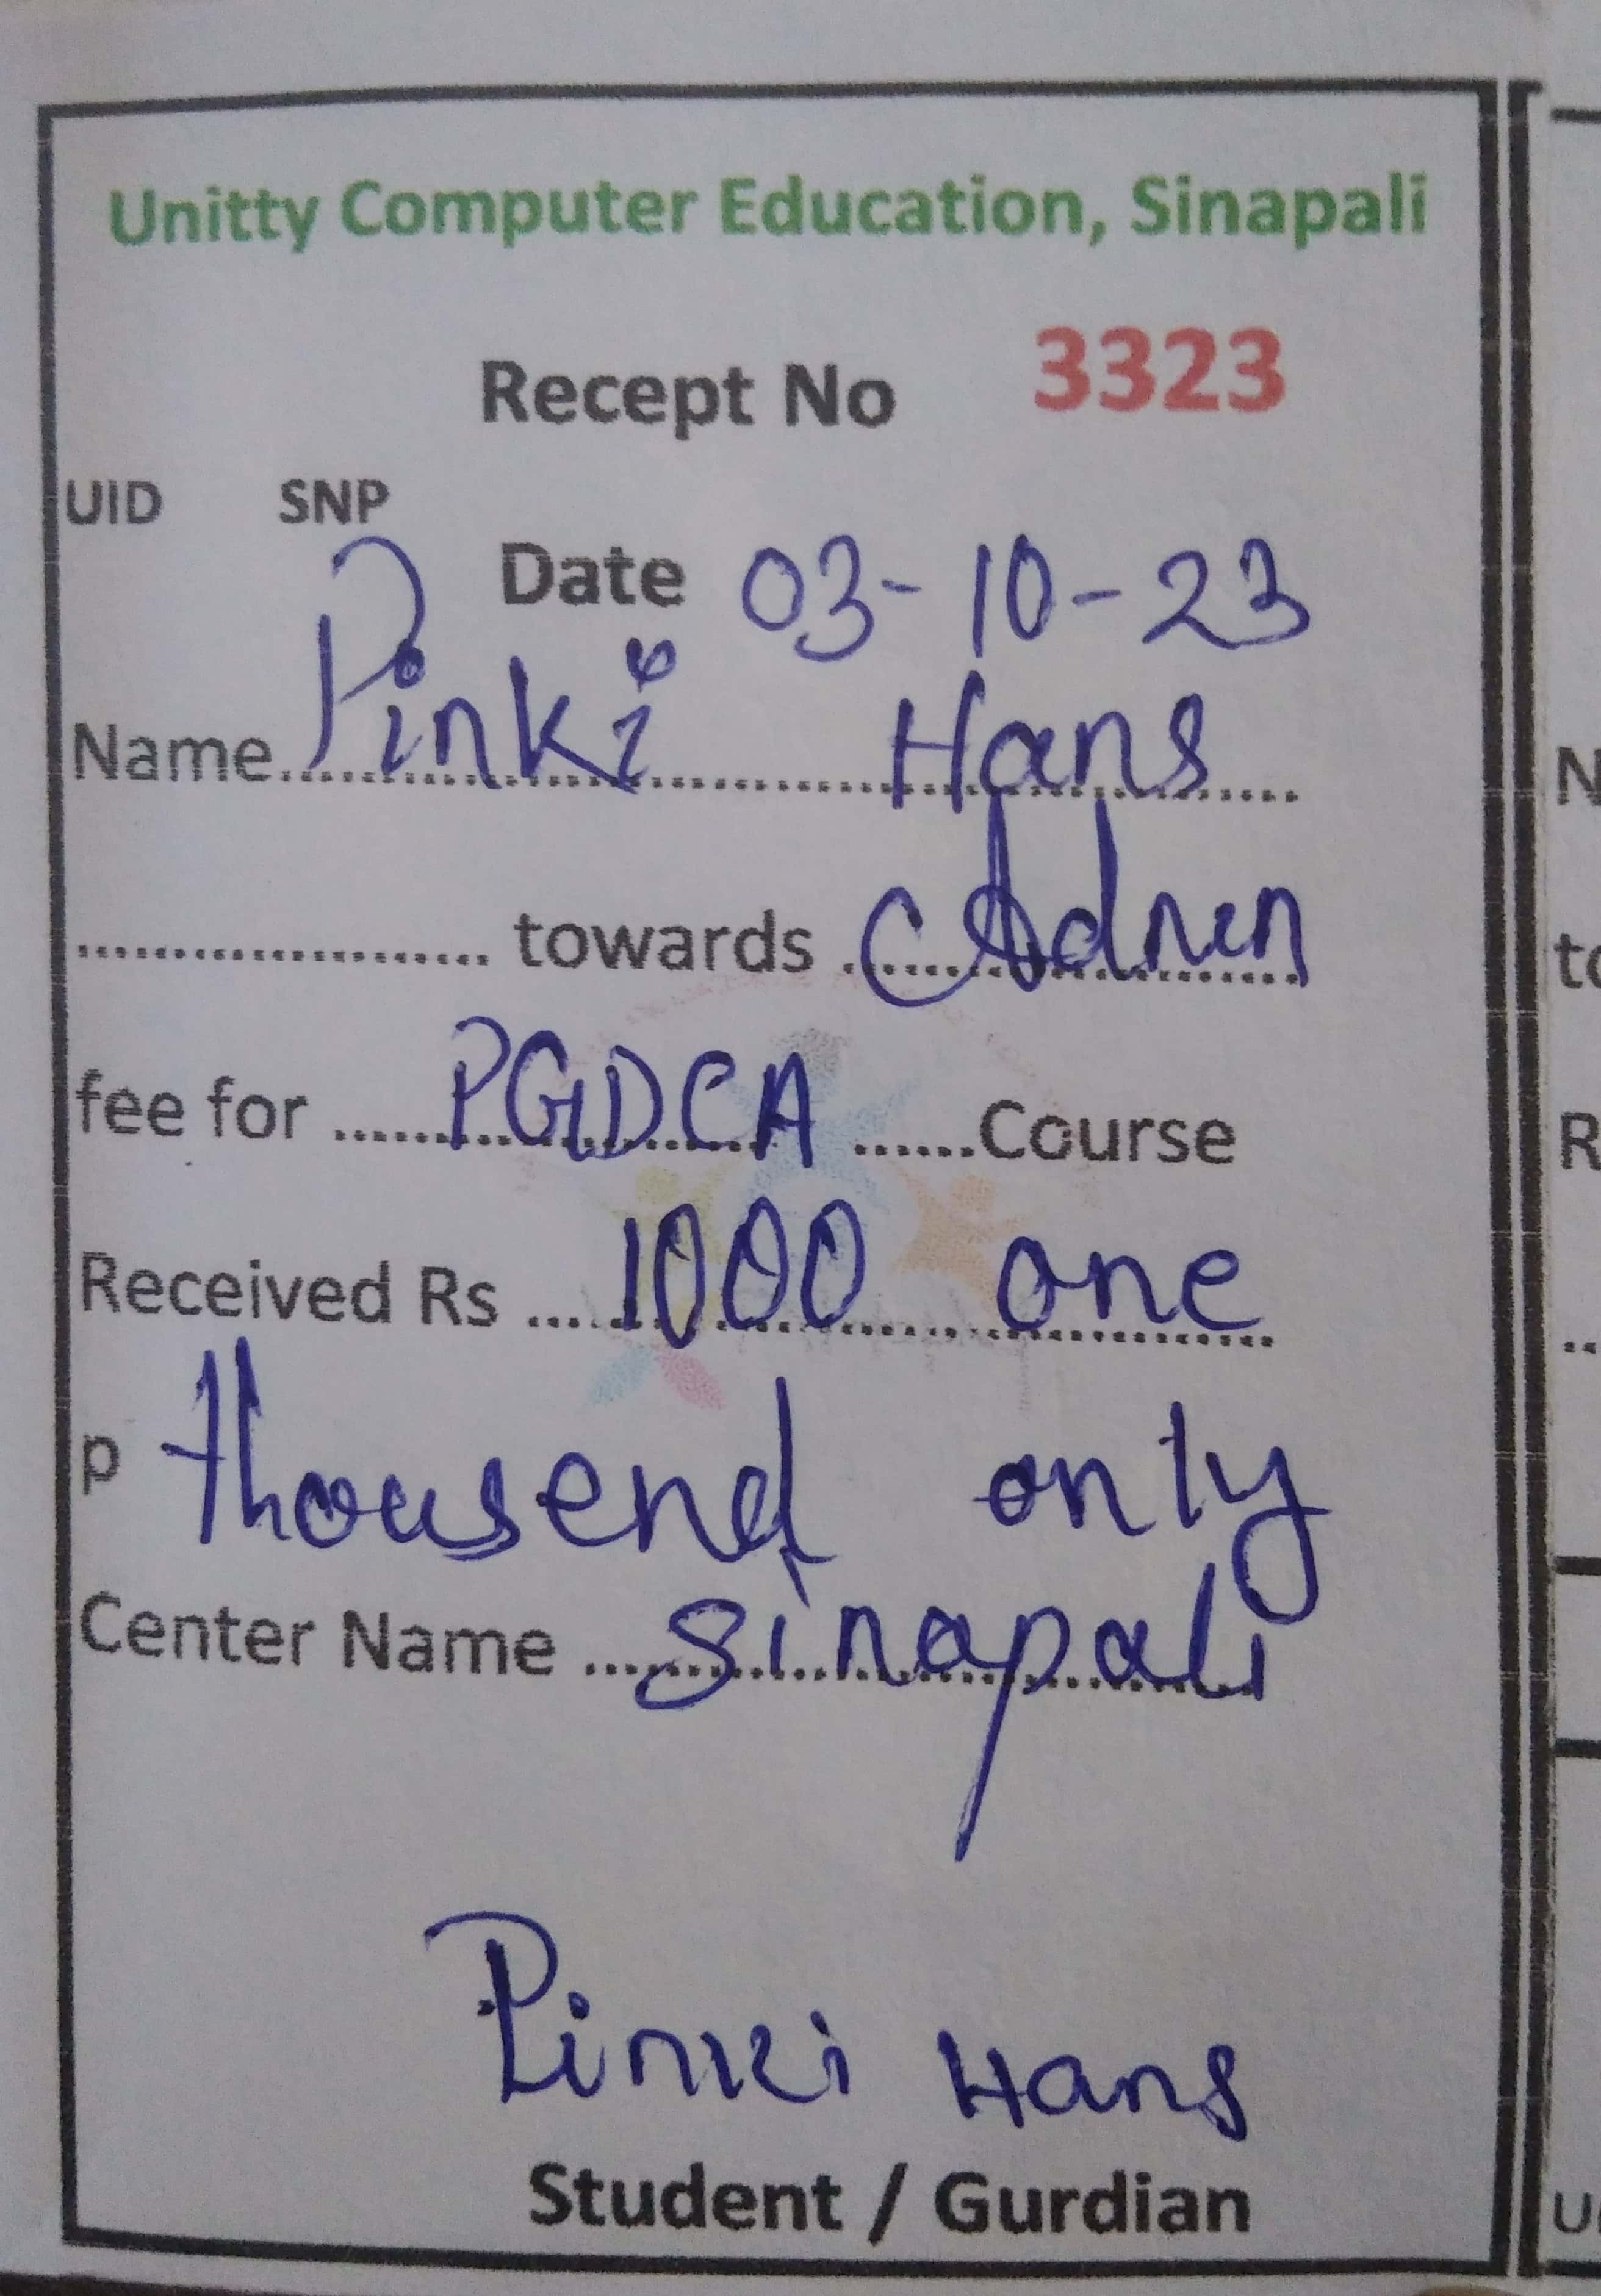 Unitty Computer Education, Sinapali
Recept No 3323
UID SNP
Date 03-10-23
Name Pinki Hans
towards
fee for PGDCA Course
Received Rs 1000 one
p thousend only
Center Name Sinapali
Pinki Hans
Student / Gurdian